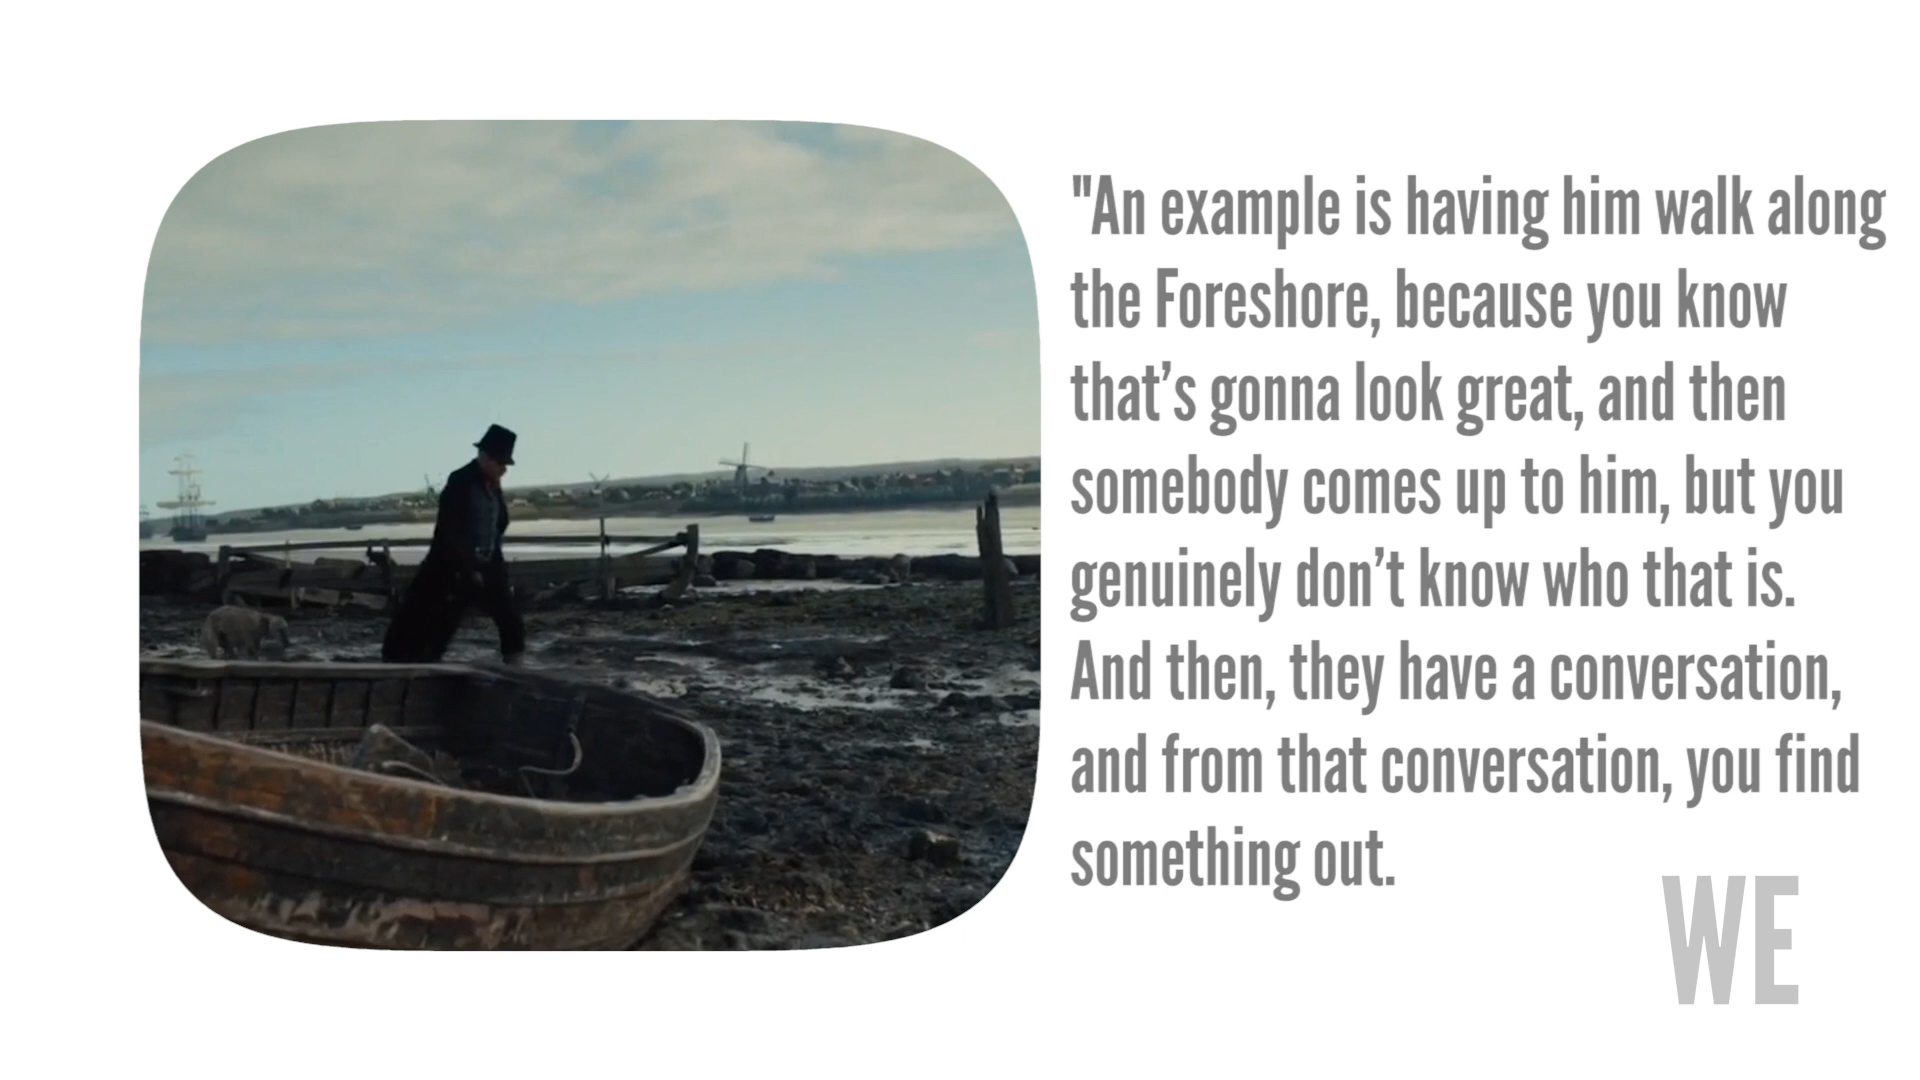 "An example is having him walk along
the Foreshore, because you know
that’s gonna look great, and then
somebody comes up to him, but you
genuinely don’t know who that is.
And then, they have a conversation,
and from that conversation, you find
something out.
WE